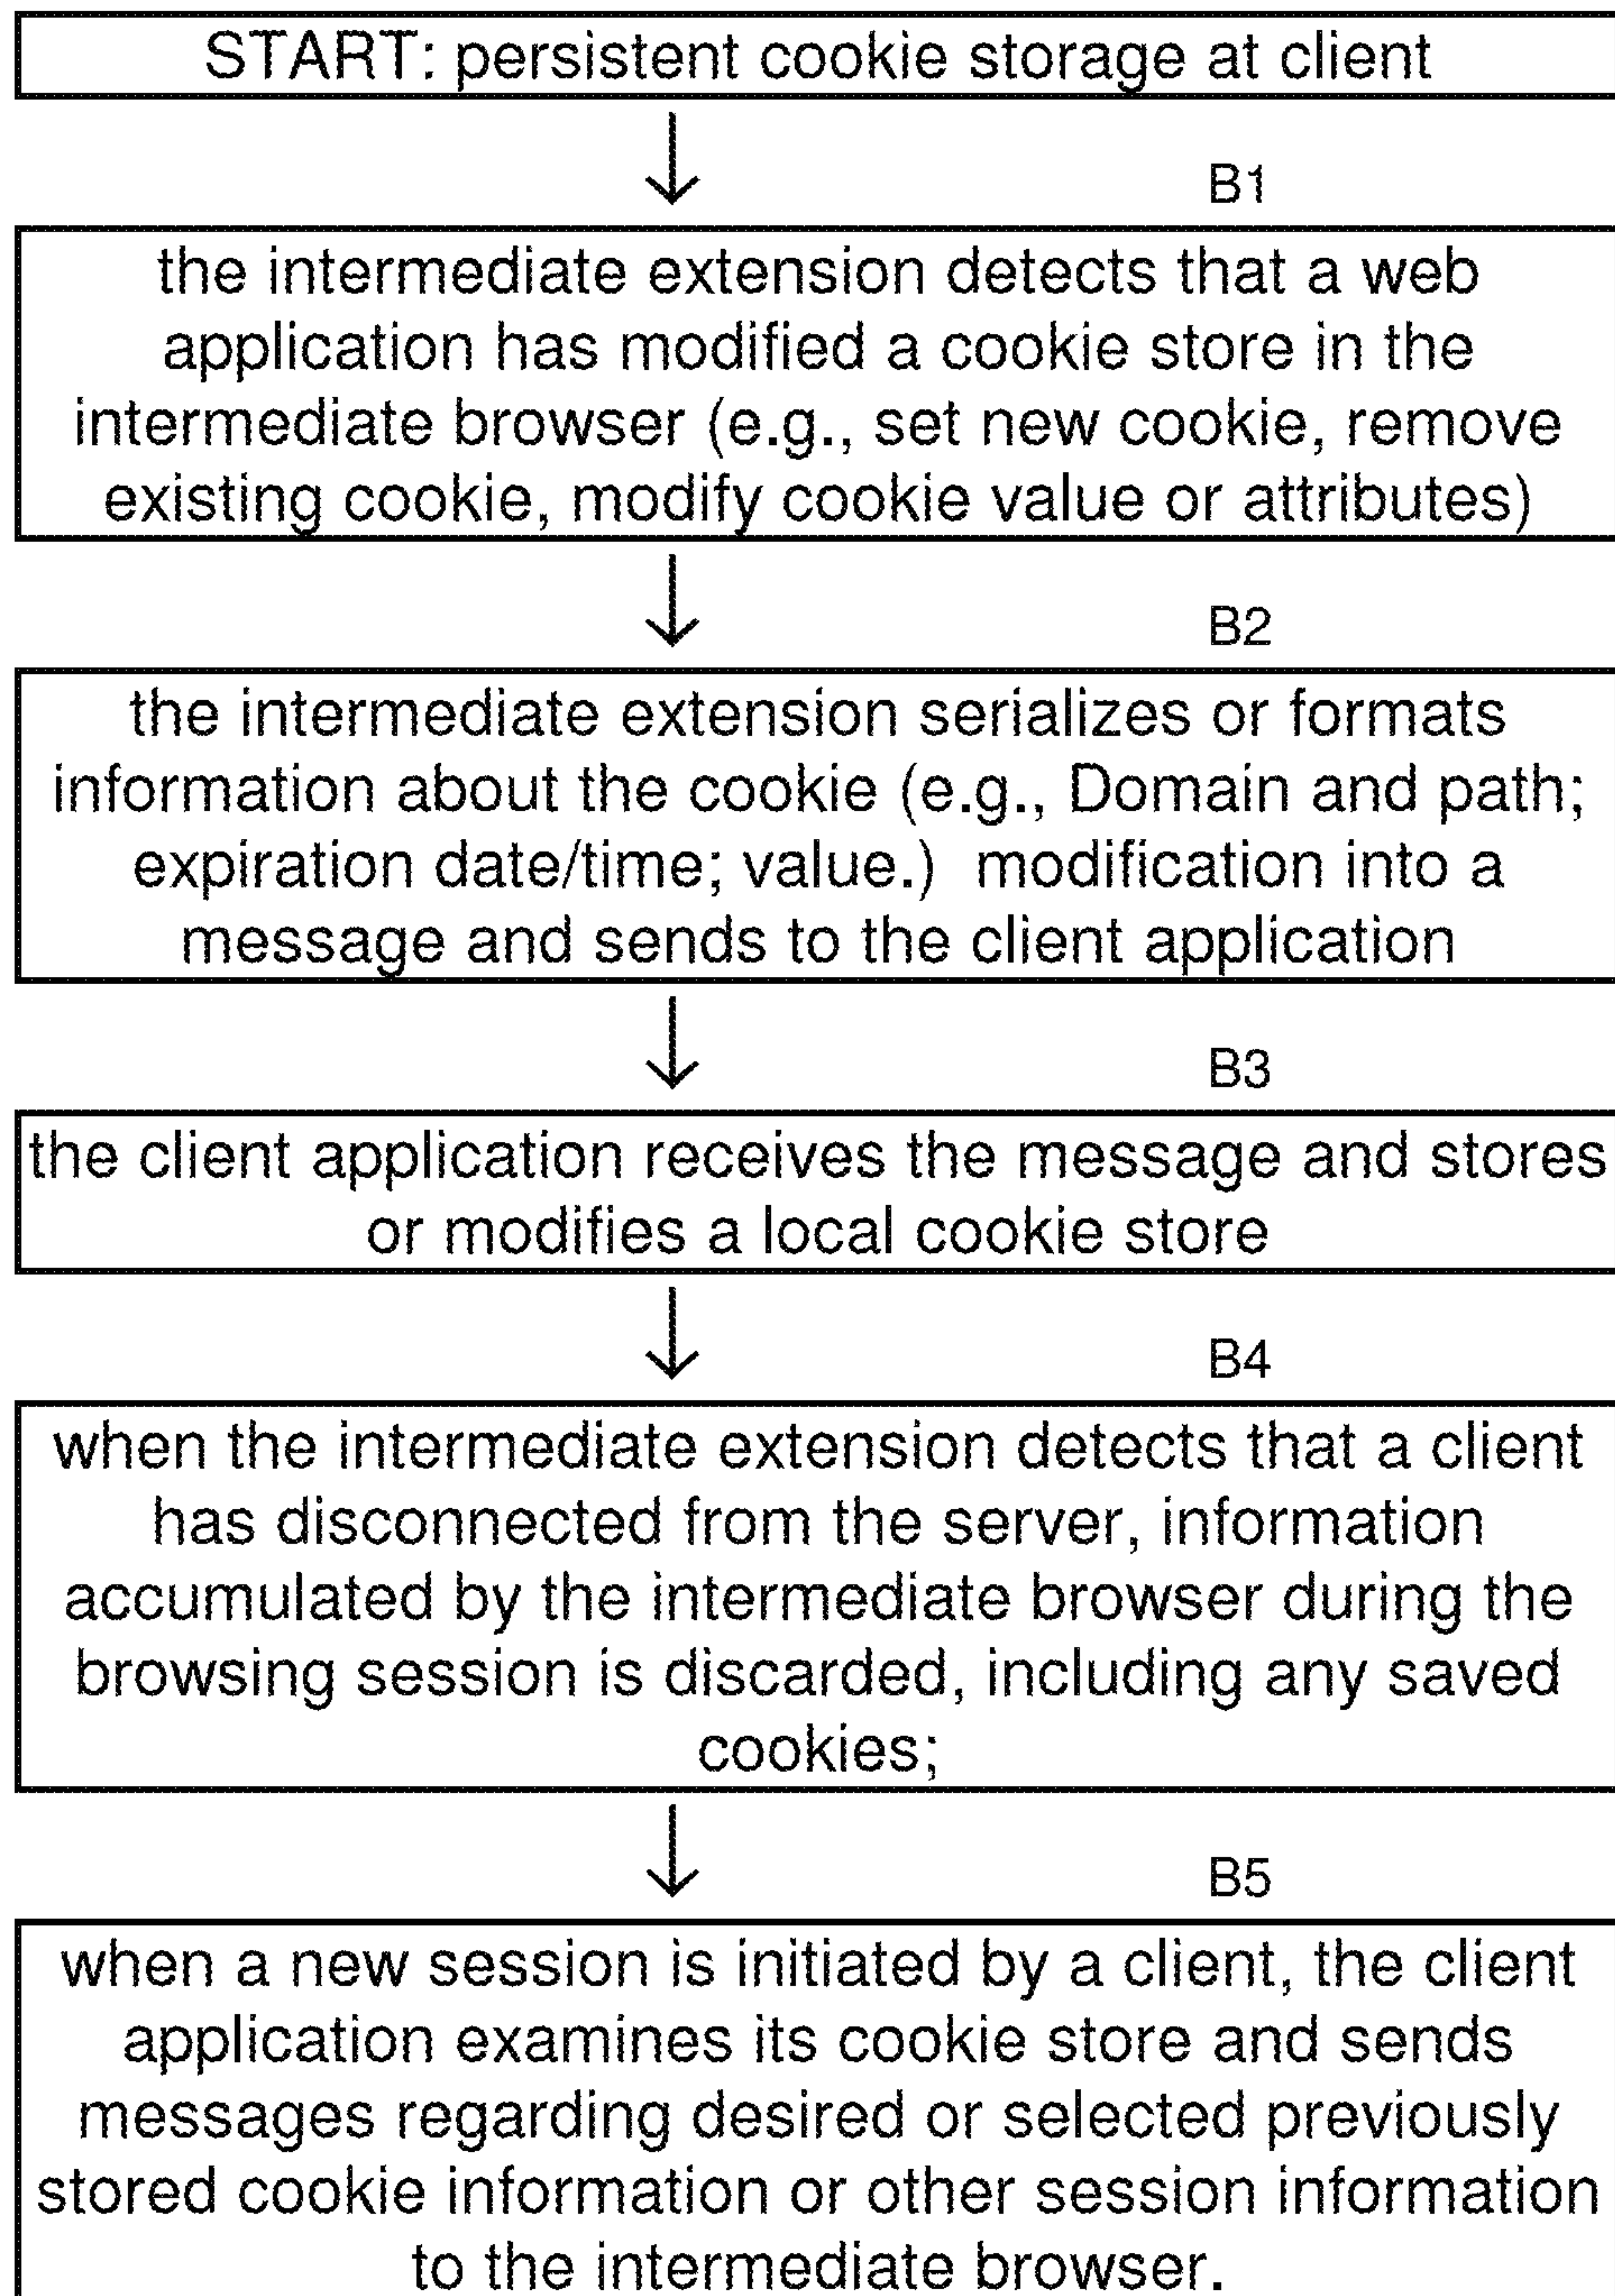 START: persistent cookie storage at client
B1
the intermediate extension detects that a web
application has modified a cookie store in the
intermediate browser (e.g., set new cookie, remove
existing cookie, modify cookie value or attributes)
B2
the intermediate extension serializes or formats
information about the cookie (e.g., Domain and path;
expiration date/time; value.) modification into a
message and sends to the client application
B3
the client application receives the message and stores
or modifies a local cookie store
B4
when the intermediate extension detects that a client
has disconnected from the server, information
accumulated by the intermediate browser during the
browsing session is discarded, including any saved
cookies;
B5
when a new session is initiated by a client, the client
application examines its cookie store and sends
messages regarding desired or selected previously
stored cookie information or other session information
to the intermediate browser.